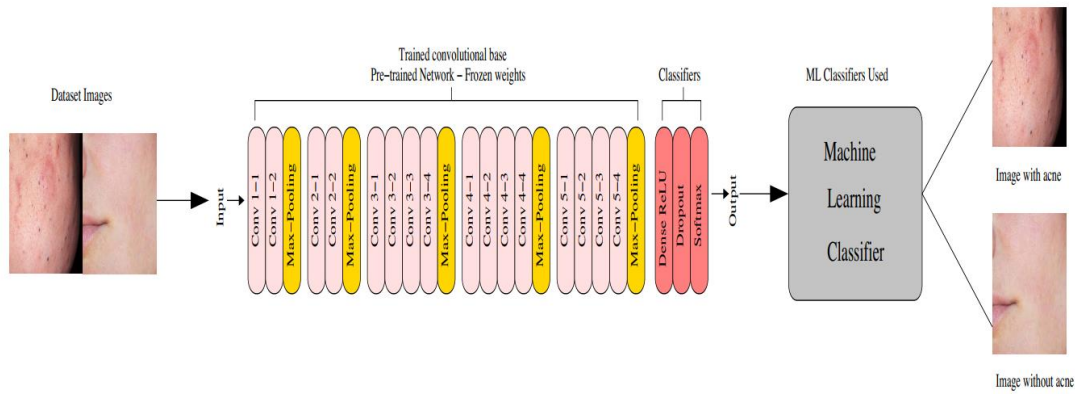 Trained convolutional base
Pre-trained Network – Frozen weights
Classifiers
ML Classifiers Used
Dataset Images
Input
Conv 1−1
Conv 1−2
Max−Pooling
Conv 2−1
Conv 2−2
Max−Pooling
Conv 3−1
Conv 3−2
Conv 3−3
Conv 3−4
Max−Pooling
Conv 4−1
Conv 4−2
Conv 4−3
Conv 4−4
Max−Pooling
Conv 5−1
Conv 5−2
Conv 5−3
Conv 5−4
Max−Pooling
Dense ReLU
Dropout
Softmax
Output
Machine
Learning
Classifier
Image with acne
Image without acne